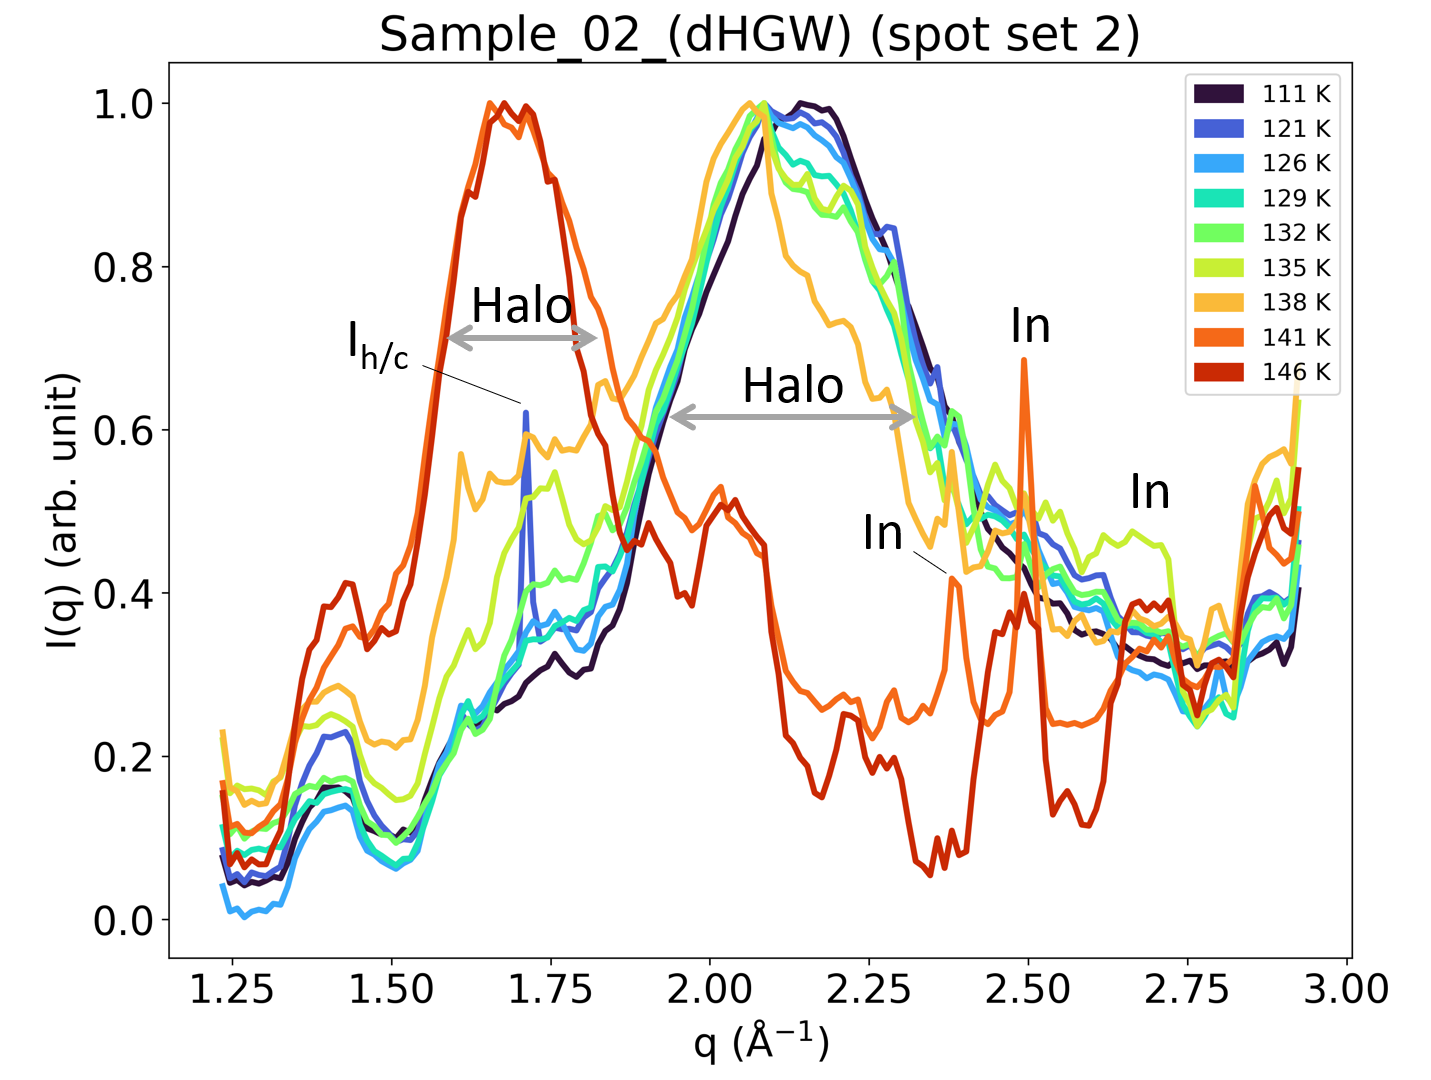 Sample_02_(dHGW) (spot set 2)
I(q) (arb. unit)
1.0
0.8
0.6
0.4
0.2
0.0
111 K
121 K
126 K
129 K
132 K
135 K
138 K
141 K
146 K
Halo
I_h/c
Halo
In
In
In
1.25 1.50 1.75 2.00 2.25 2.50 2.75 3.00
q (Å⁻¹)